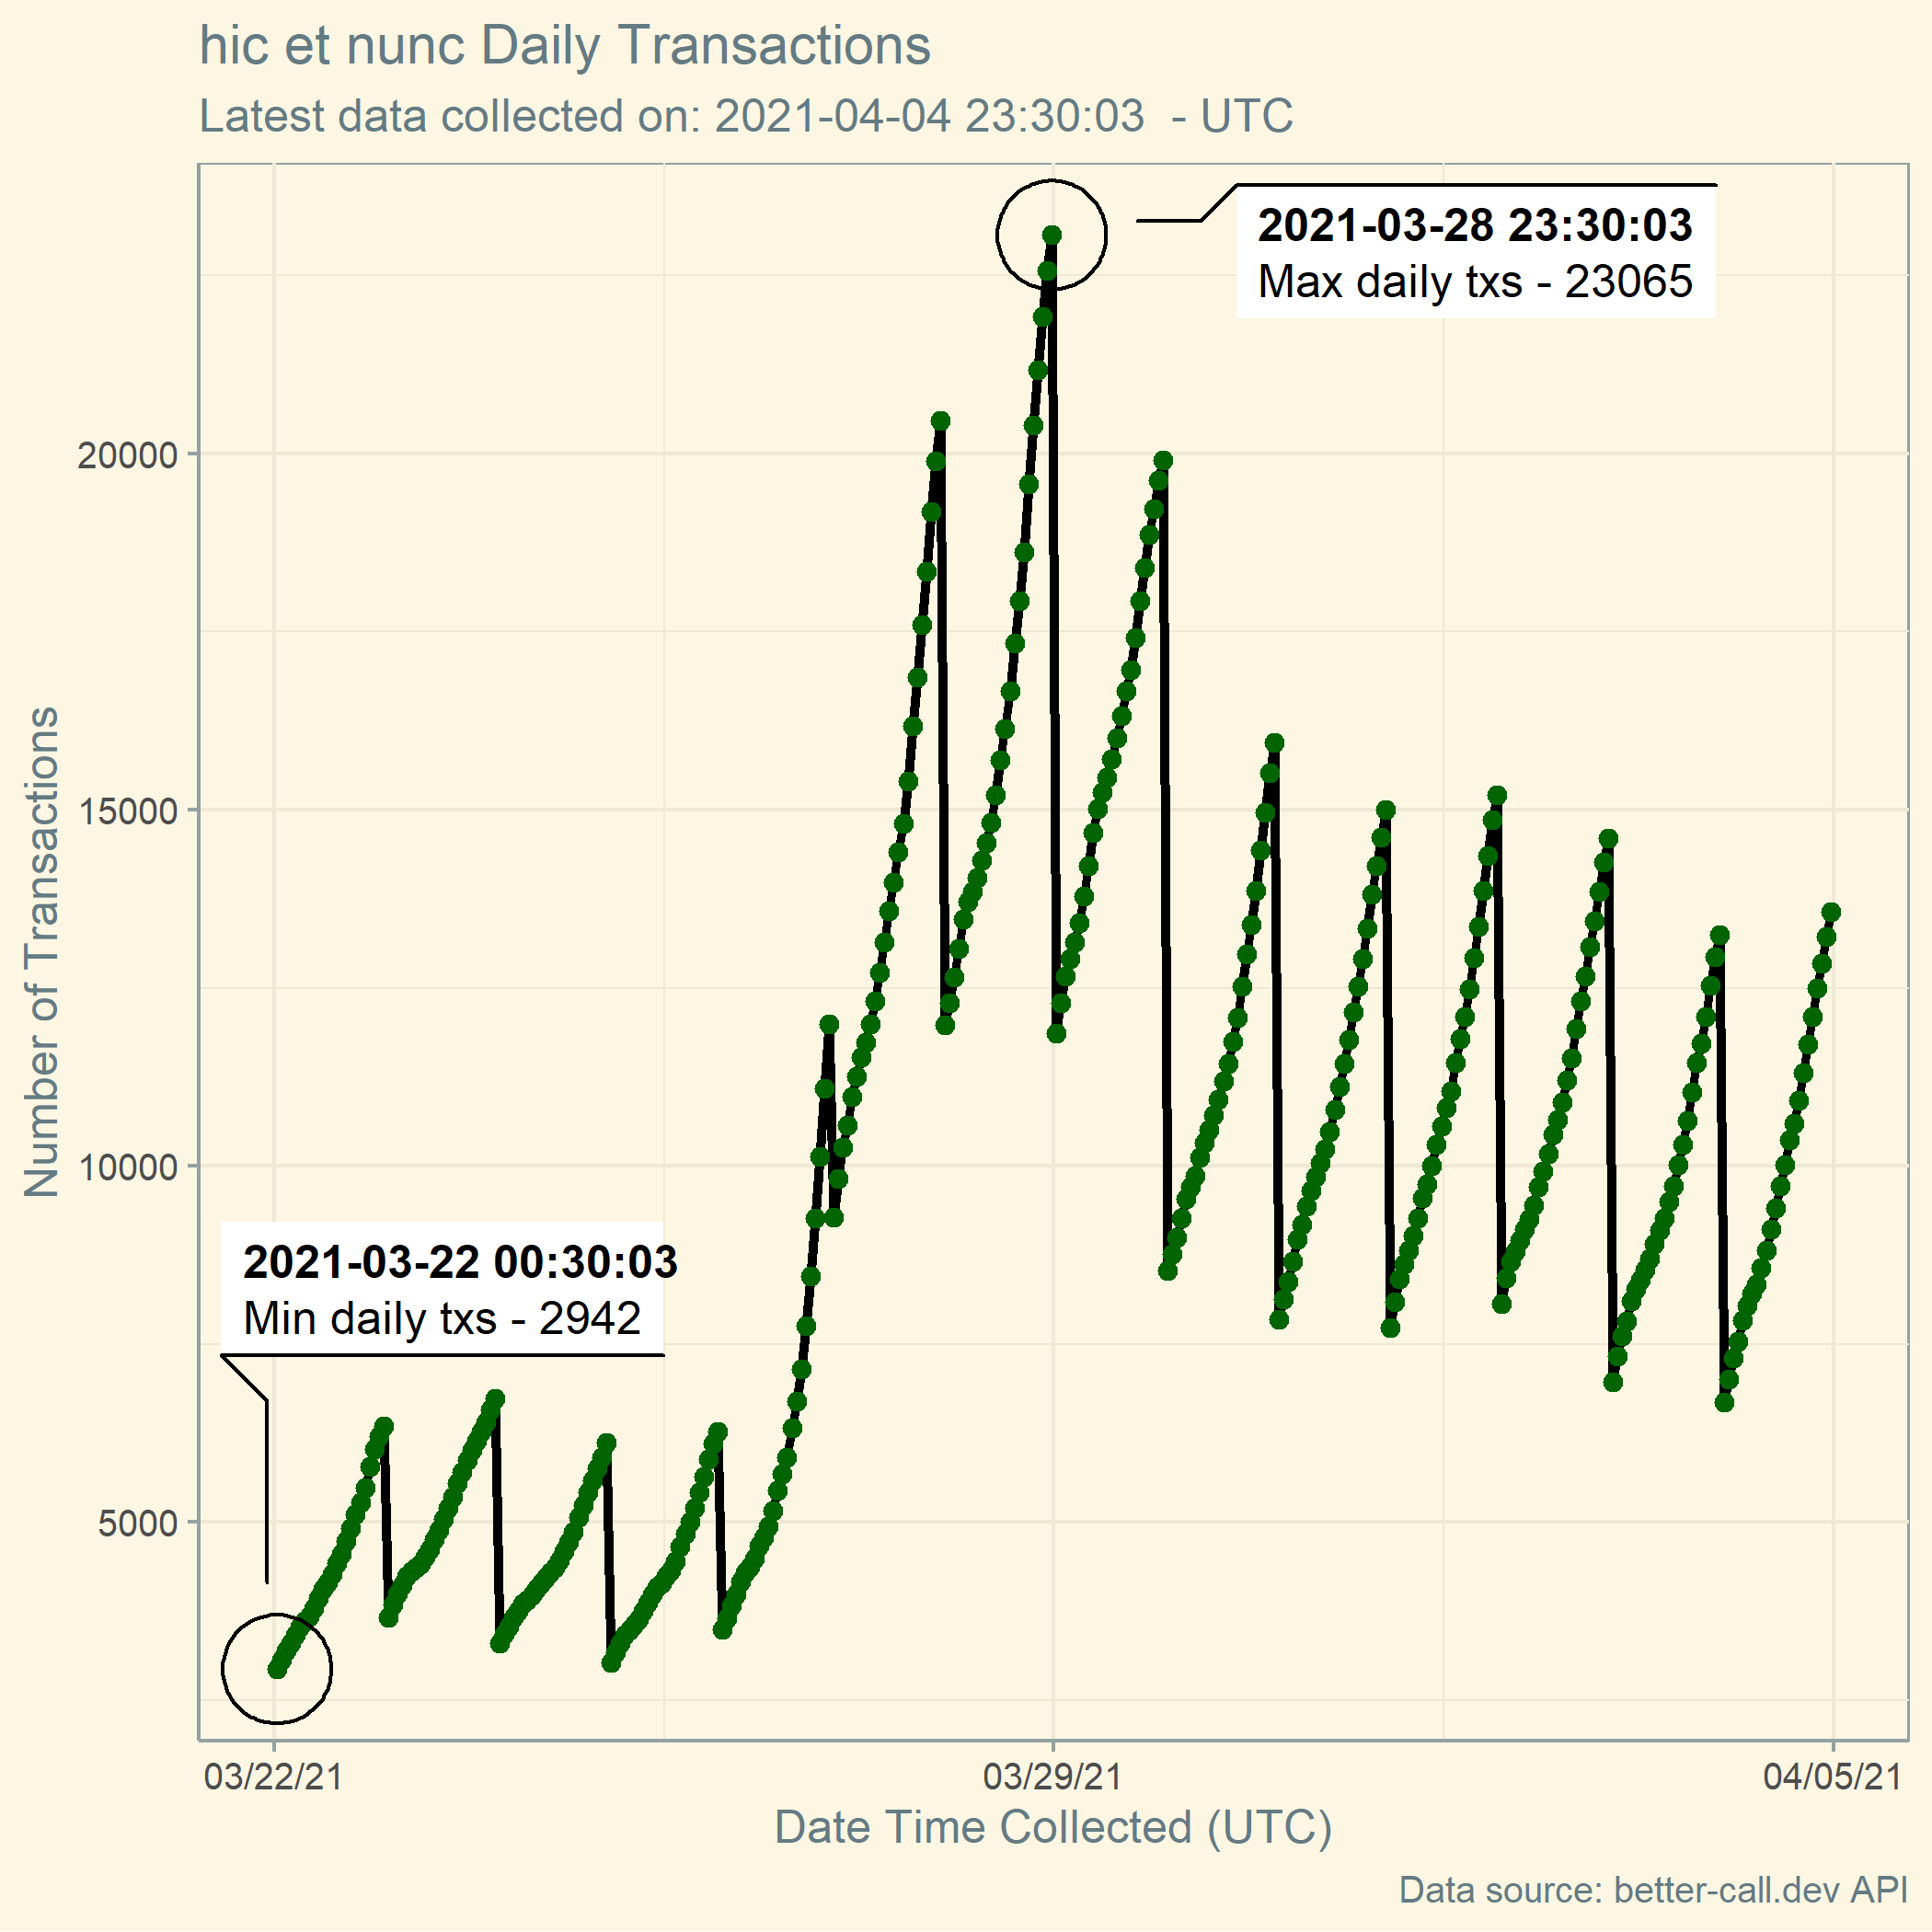 hic et nunc Daily Transactions
Latest data collected on: 2021-04-04 23:30:03  - UTC
2021-03-28 23:30:03
Max daily txs - 23065
Number of Transactions
20000
15000
10000
5000
2021-03-22 00:30:03
Min daily txs - 2942
03/22/21
03/29/21
04/05/21
Date Time Collected (UTC)
Data source: better-call.dev API